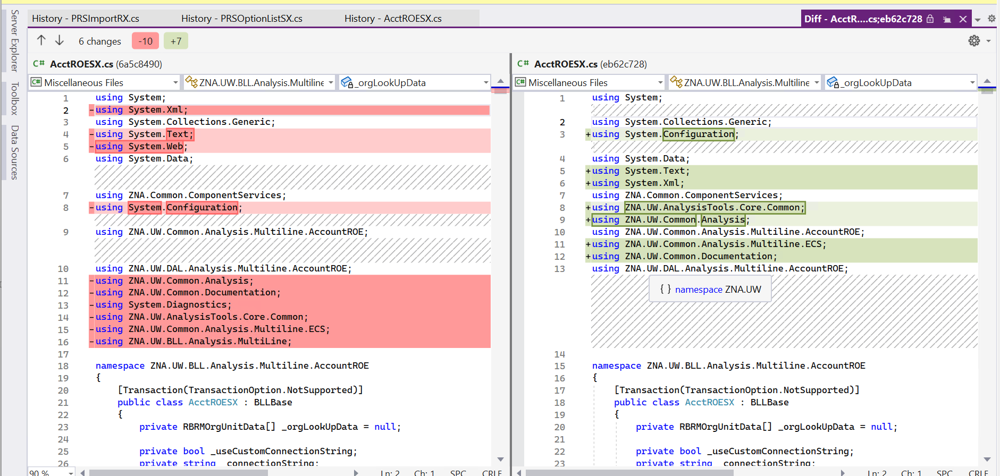 Server Explorer
Toolbox
Data Sources
History - PRSImportRX.cs
History - PRSOptionListSX.cs
History - AcctROESX.cs
Diff - AcctR....cs;eb62c728
6 changes
-10
+7
C# AcctROESX.cs (6a5c8490)
C# Miscellaneous Files
ZNA.UW.BLL.Analysis.Multiline
_orgLookUpData
1 using System;
2 -using System.Xml;
3 using System.Collections.Generic;
4 -using System.Text;
5 -using System.Web;
6 using System.Data;
7 using ZNA.Common.ComponentServices;
8 -using System.Configuration;
9 using ZNA.UW.Common.Analysis.Multiline.AccountROE;
10 using ZNA.UW.DAL.Analysis.Multiline.AccountROE;
11 -using ZNA.UW.Common.Analysis;
12 -using ZNA.UW.Common.Documentation;
13 -using System.Diagnostics;
14 -using ZNA.UW.AnalysisTools.Core.Common;
15 -using ZNA.UW.Common.Analysis.Multiline.ECS;
16 -using ZNA.UW.BLL.Analysis.MultiLine;
17
18 namespace ZNA.UW.BLL.Analysis.Multiline.AccountROE
19 {
20 [Transaction(TransactionOption.NotSupported)]
21 public class AcctROESX : BLLBase
22 {
23 private RBRMOrgUnitData[] _orgLookUpData = null;
24
25 private bool _useCustomConnectionString;
26 private string _connectionString;
90 %
Ln: 2 Ch: 1 SPC CRLF
C# AcctROESX.cs (eb62c728)
C# Miscellaneous Files
ZNA.UW.BLL.Analysis.Multiline
_orgLookUpData
1 using System;
2 using System.Collections.Generic;
3 +using System.Configuration;
4 using System.Data;
5 +using System.Text;
6 +using System.Xml;
7 using ZNA.Common.ComponentServices;
8 +using ZNA.UW.AnalysisTools.Core.Common;
9 +using ZNA.UW.Common.Analysis;
10 using ZNA.UW.Common.Analysis.Multiline.AccountROE;
11 +using ZNA.UW.Common.Analysis.Multiline.ECS;
12 +using ZNA.UW.Common.Documentation;
13 using ZNA.UW.DAL.Analysis.Multiline.AccountROE;
{ } namespace ZNA.UW
14
15 namespace ZNA.UW.BLL.Analysis.Multiline.AccountROE
16 {
17 [Transaction(TransactionOption.NotSupported)]
18 public class AcctROESX : BLLBase
19 {
20 private RBRMOrgUnitData[] _orgLookUpData = null;
21
22 private bool _useCustomConnectionString;
23 private string _connectionString;
Ln: 2 Ch: 1 SPC CRLF